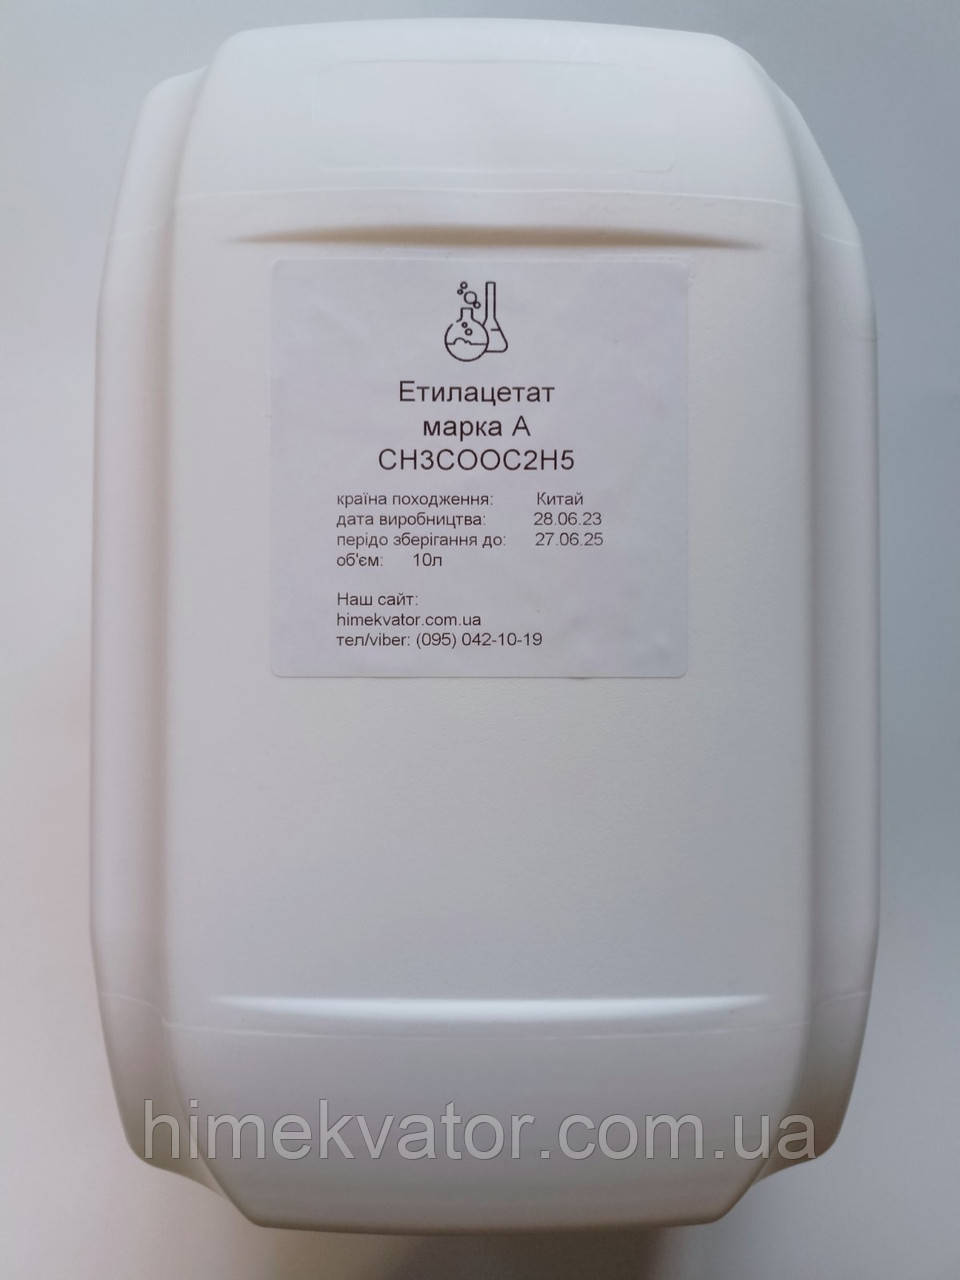 Етилацетат
марка А
CH3COOC2H5
країна походження: Китай
дата виробництва: 28.06.23
перідо зберігання до: 27.06.25
об'єм: 10л
Наш сайт:
himekvator.com.ua
тел/viber: (095) 042-10-19
himekvator.com.ua